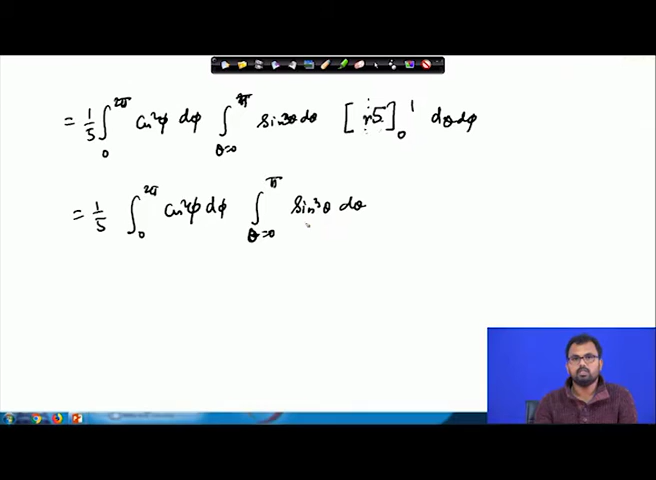 = 1/5 ∫_0^{2π} cos²φ dφ ∫_{θ=0}^{π} sin³θ dθ [r^5]_0^1 dθ dφ
= 1/5 ∫_0^{2π} cos²φ dφ ∫_{θ=0}^{π} sin³θ dθ